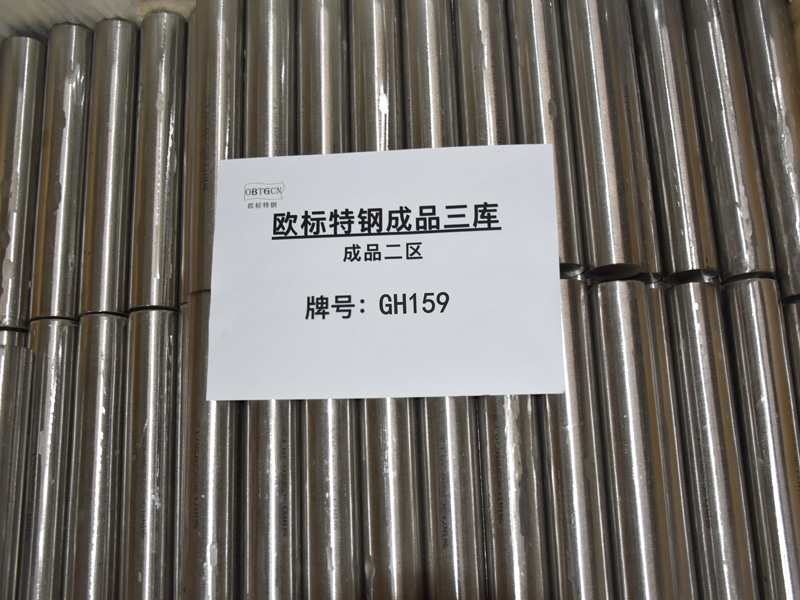 OBTGCN
欧标特钢
欧标特钢成品三库
成品二区
牌号：GH159